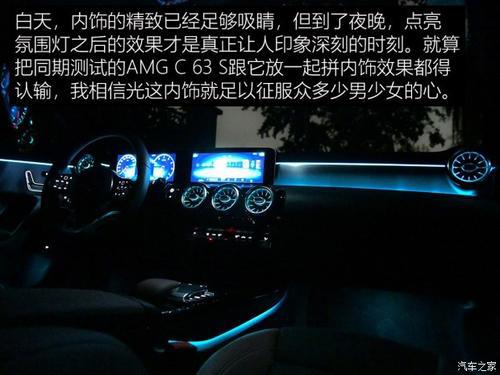 白天，内饰的精致已经足够吸睛，但到了夜晚，点亮
氛围灯之后的效果才是真正让人印象深刻的时刻。就算
把同期测试的AMG C 63 S跟它放一起拼内饰效果都得
认输，我相信光这内饰就足以征服众多少男少女的心。
汽车之家